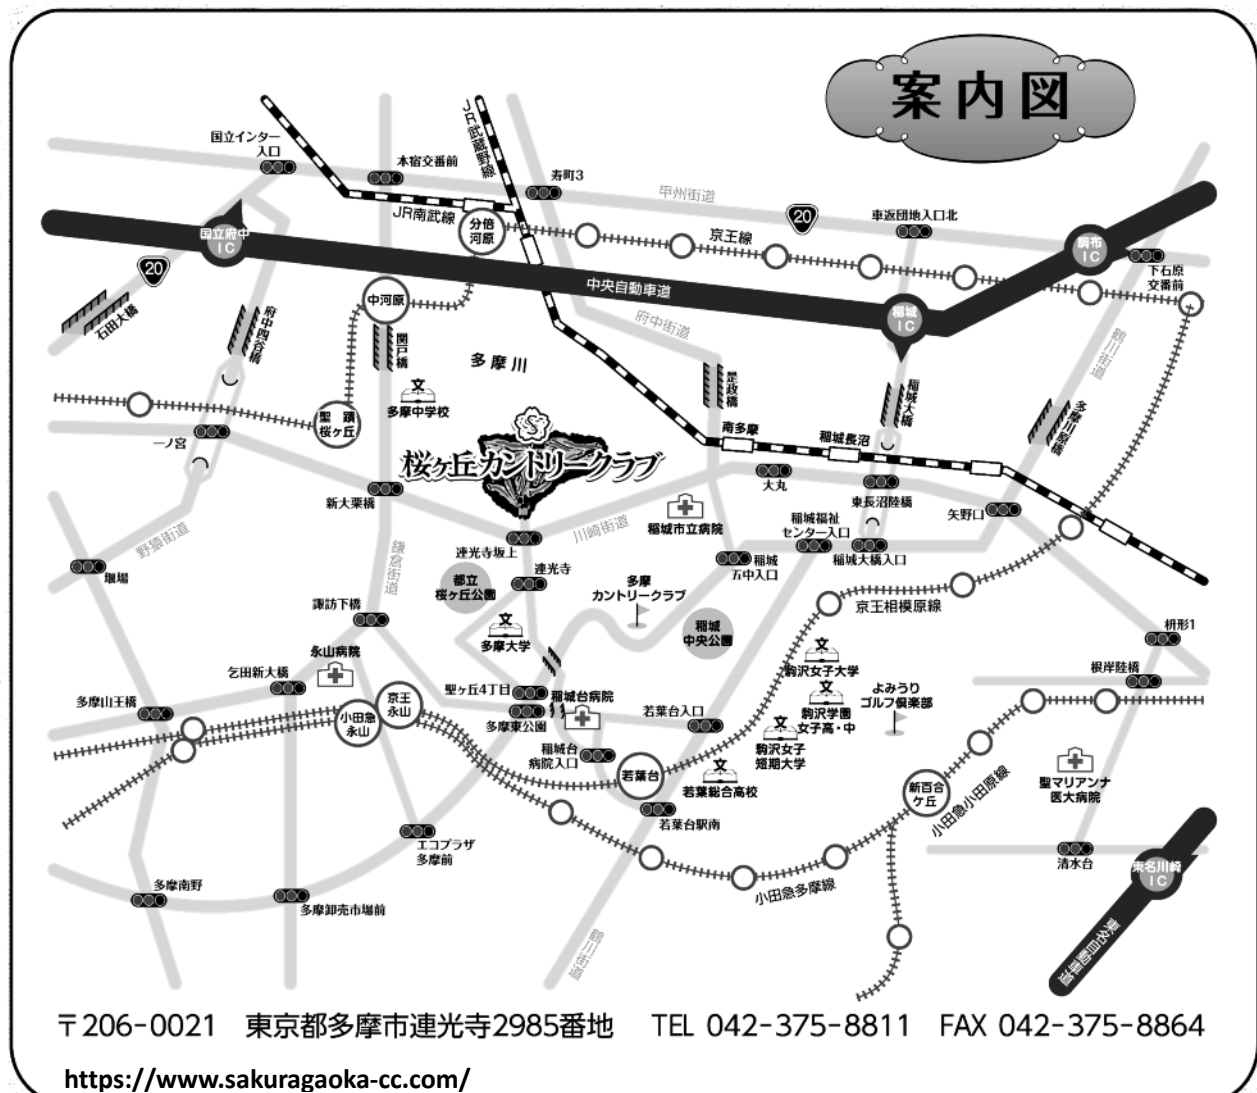 案内図
国立インター
入口
本宿交番前
JR武蔵野線
寿町3
甲州街道
20
車返団地入口北
JR南武線
分倍
河原
京王線
国立府中
IC
調布
IC
下石原
交番前
20
石田大橋
府中四谷橋
中河原
関戸橋
中央自動車道
府中街道
稲城
IC
鶴川街道
多摩川
是政橋
稲城大橋
多摩川原橋
多摩中学校
聖蹟
桜ヶ丘
一ノ宮
桜ヶ丘カントリークラブ
南多摩
稲城長沼
新大栗橋
大丸
東長沼陸橋
矢野口
野猿街道
堰場
鎌倉街道
連光寺坂上
川崎街道
稲城市立病院
稲城福祉
センター入口
稲城大橋入口
稲城
五中入口
都立
桜ヶ丘公園
連光寺
多摩
カントリークラブ
京王相模原線
諏訪下橋
多摩大学
稲城
中央公園
枡形1
永山病院
駒沢女子大学
根岸陸橋
乞田新大橋
聖ヶ丘4丁目
稲城台病院
駒沢学園
女子高・中
よみうり
ゴルフ倶楽部
多摩山王橋
小田急
永山
京王
永山
多摩東公園
若葉台入口
駒沢女子
短期大学
稲城台
病院入口
若葉台
若葉総合高校
新百合
ヶ丘
小田急小田原線
聖マリアンナ
医大病院
若葉台駅南
エコプラザ
多摩前
清水台
東名川崎
IC
多摩南野
多摩卸売市場前
小田急多摩線
鶴川街道
東名自動車道
〒206-0021 東京都多摩市連光寺2985番地 TEL 042-375-8811 FAX 042-375-8864
https://www.sakuragaoka-cc.com/